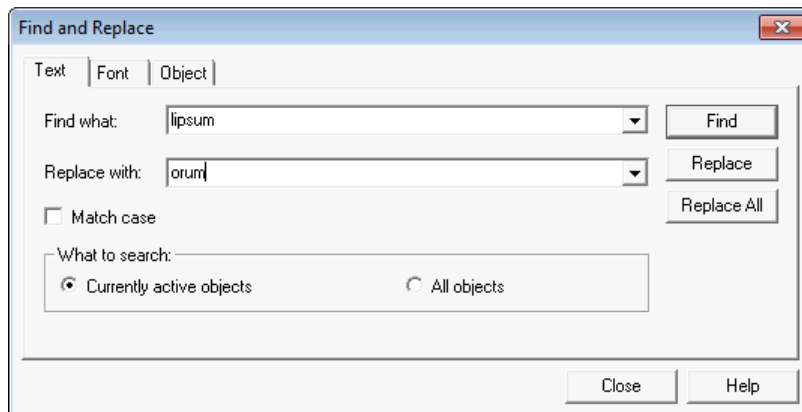 Find and Replace
Text Font Object
Find what: lipsum Find
Replace with: orum Replace
Replace All
Match case
What to search:
Currently active objects All objects
Close Help